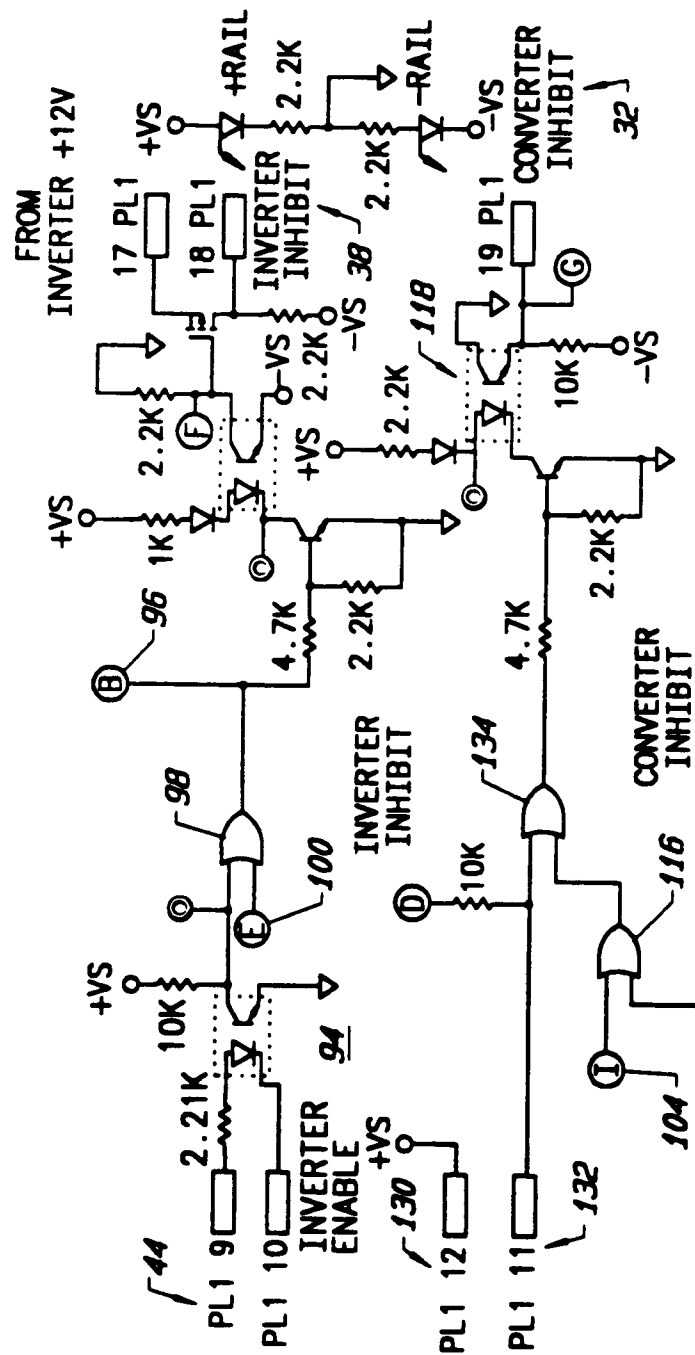 FROM
INVERTER +12V
17 PL1
+VS
+RAIL
2.2K
18 PL1
INVERTER
INHIBIT
38
2.2K
-RAIL
-VS
2.2K
F
-VS
2.2K
-VS
+VS
1K
C
B
96
4.7K
2.2K
98
INVERTER
INHIBIT
C
E
100
+VS
10K
94
2.21K
44
PL1 9
PL1 10
INVERTER
ENABLE
CONVERTER
INHIBIT
32
19 PL1
G
118
10K
-VS
+VS
2.2K
C
4.7K
2.2K
134
CONVERTER
INHIBIT
D
10K
116
+VS
130
PL1 12
PL1 11
132
I
104